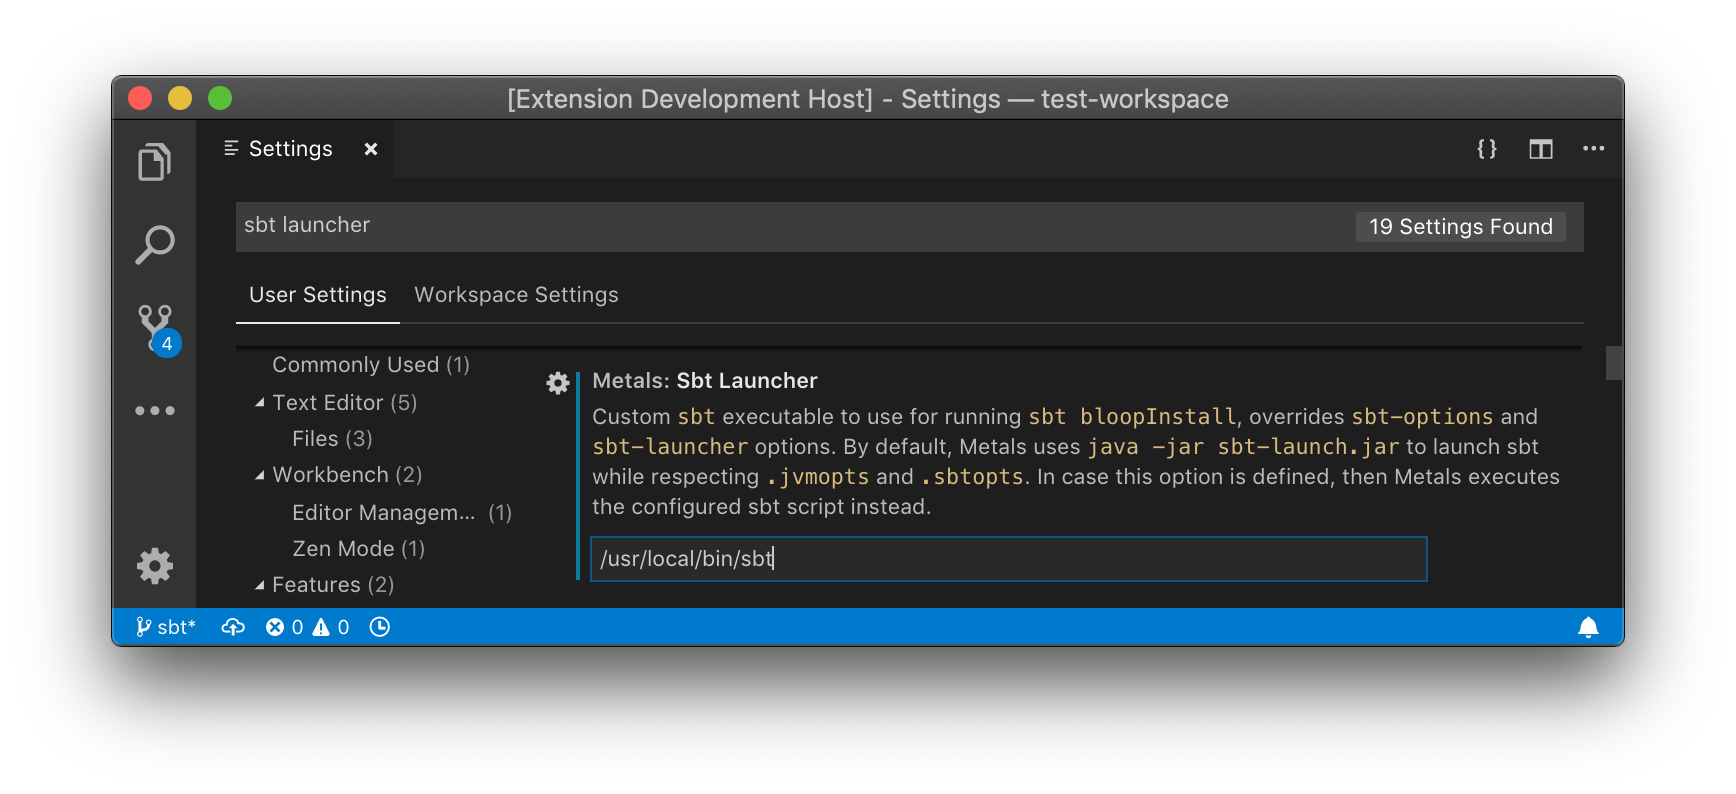 [Extension Development Host] - Settings — test-workspace
Settings
sbt launcher
19 Settings Found
User Settings
Workspace Settings
4
Commonly Used (1)
Text Editor (5)
Files (3)
Workbench (2)
Editor Managem... (1)
Zen Mode (1)
Features (2)
Metals: Sbt Launcher
Custom sbt executable to use for running sbt bloopInstall, overrides sbt-options and
sbt-launcher options. By default, Metals uses java -jar sbt-launch.jar to launch sbt
while respecting .jvmopts and .sbtopts. In case this option is defined, then Metals executes
the configured sbt script instead.
/usr/local/bin/sbt
sbt* 0 0